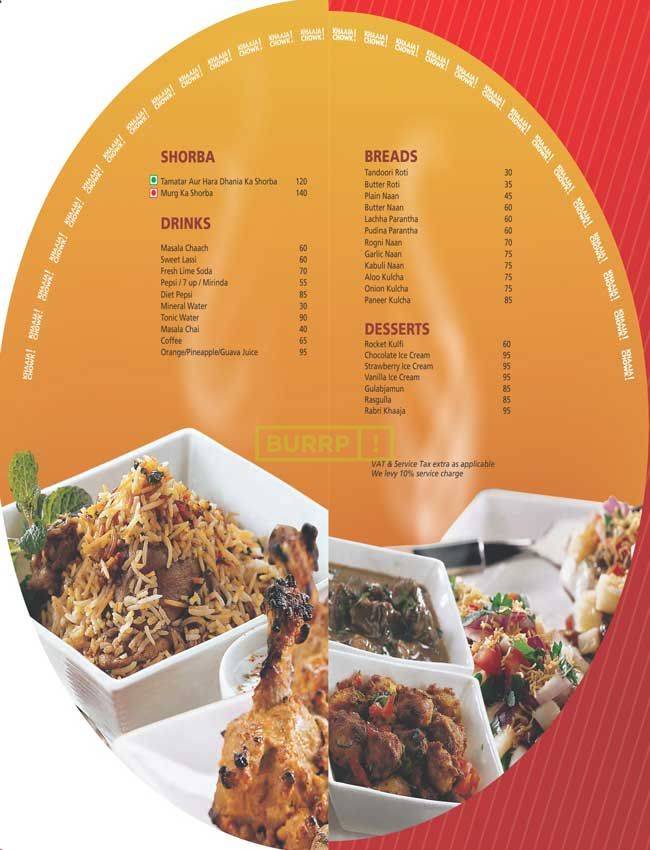 KHAAJA CHOWK!
SHORBA
Tamatar Aur Hara Dhania Ka Shorba 120
Murg Ka Shorba 140
DRINKS
Masala Chaach 60
Sweet Lassi 60
Fresh Lime Soda 70
Pepsi / 7 up / Mirinda 55
Diet Pepsi 85
Mineral Water 30
Tonic Water 90
Masala Chai 40
Coffee 65
Orange/Pineapple/Guava Juice 95
BREADS
Tandoori Roti 30
Butter Roti 35
Plain Naan 45
Butter Naan 60
Lachha Parantha 60
Pudina Parantha 60
Rogni Naan 70
Garlic Naan 75
Kabuli Naan 75
Aloo Kulcha 75
Onion Kulcha 75
Paneer Kulcha 85
DESSERTS
Rocket Kulfi 60
Chocolate Ice Cream 95
Strawberry Ice Cream 95
Vanilla Ice Cream 95
Gulabjamun 85
Rasgulla 85
Rabri Khaaja 95
BURRP!
VAT & Service Tax extra as applicable
We levy 10% service charge